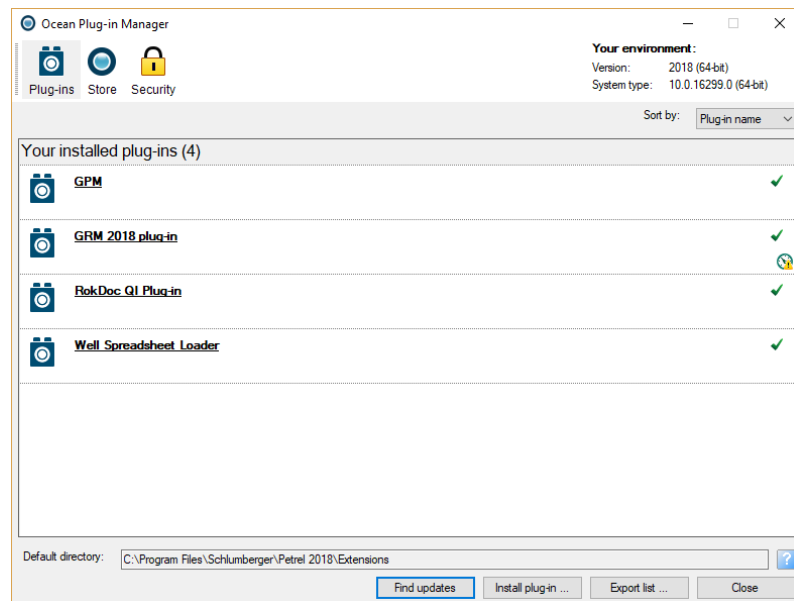 Ocean Plug-in Manager
Plug-ins Store Security
Your environment:
Version: 2018 (64-bit)
System type: 10.0.16299.0 (64-bit)
Sort by: Plug-in name
Your installed plug-ins (4)
GPM
GRM 2018 plug-in
RokDoc QI Plug-in
Well Spreadsheet Loader
Default directory: C:\Program Files\Schlumberger\Petrel 2018\Extensions
?
Find updates Install plug-in ... Export list ... Close